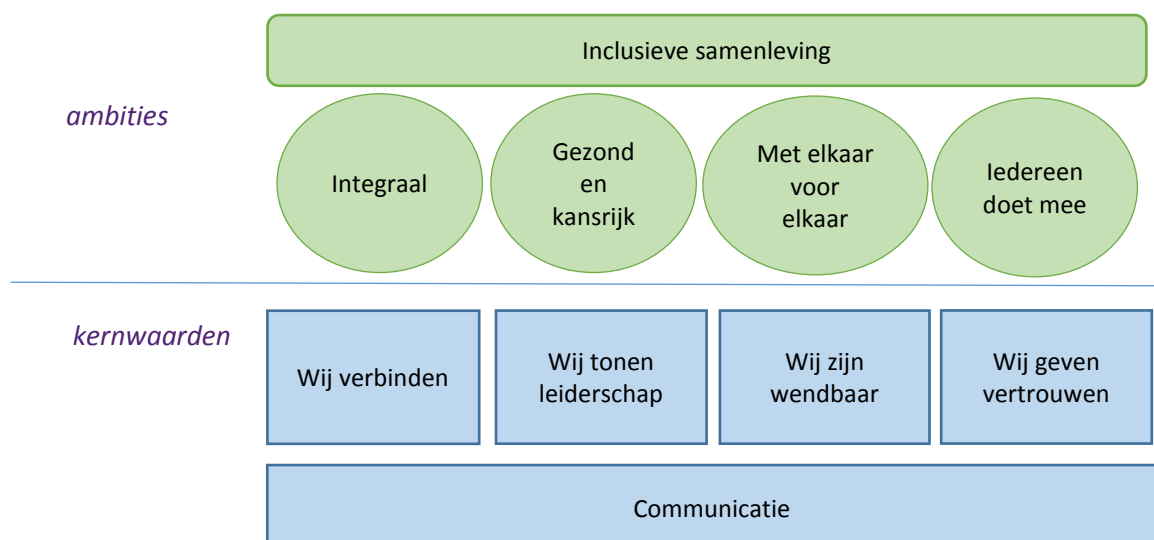 Inclusieve samenleving
ambities
Integraal
Gezond
en
kansrijk
Met elkaar
voor
elkaar
Iedereen
doet mee
kernwaarden
Wij verbinden
Wij tonen
leiderschap
Wij zijn
wendbaar
Wij geven
vertrouwen
Communicatie